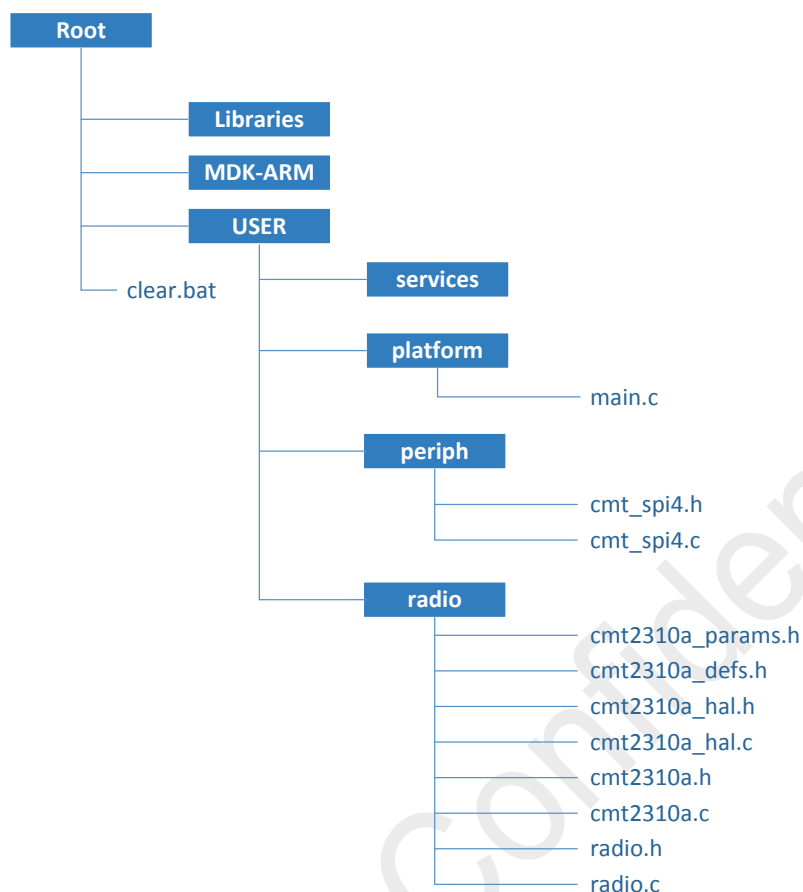 Root
Libraries
MDK-ARM
USER
clear.bat
services
platform
main.c
periph
cmt_spi4.h
cmt_spi4.c
radio
cmt2310a_params.h
cmt2310a_defs.h
cmt2310a_hal.h
cmt2310a_hal.c
cmt2310a.h
cmt2310a.c
radio.h
radio.c